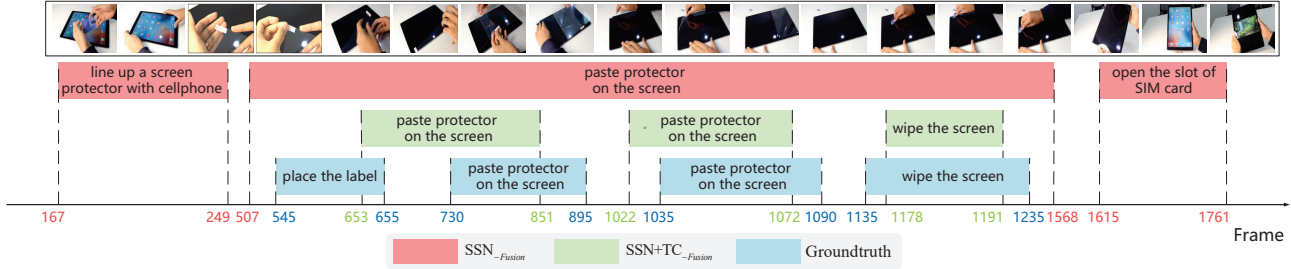 line up a screen
protector with cellphone
paste protector
on the screen
open the slot of
SIM card
paste protector
on the screen
paste protector
on the screen
wipe the screen
place the label
paste protector
on the screen
paste protector
on the screen
wipe the screen
167 249 507 545 653 655 730 851 895 1022 1035 1072 1090 1135 1178 1191 1235 1568 1615 1761
Frame
SSN_-Fusion SSN+TC_-Fusion Groundtruth